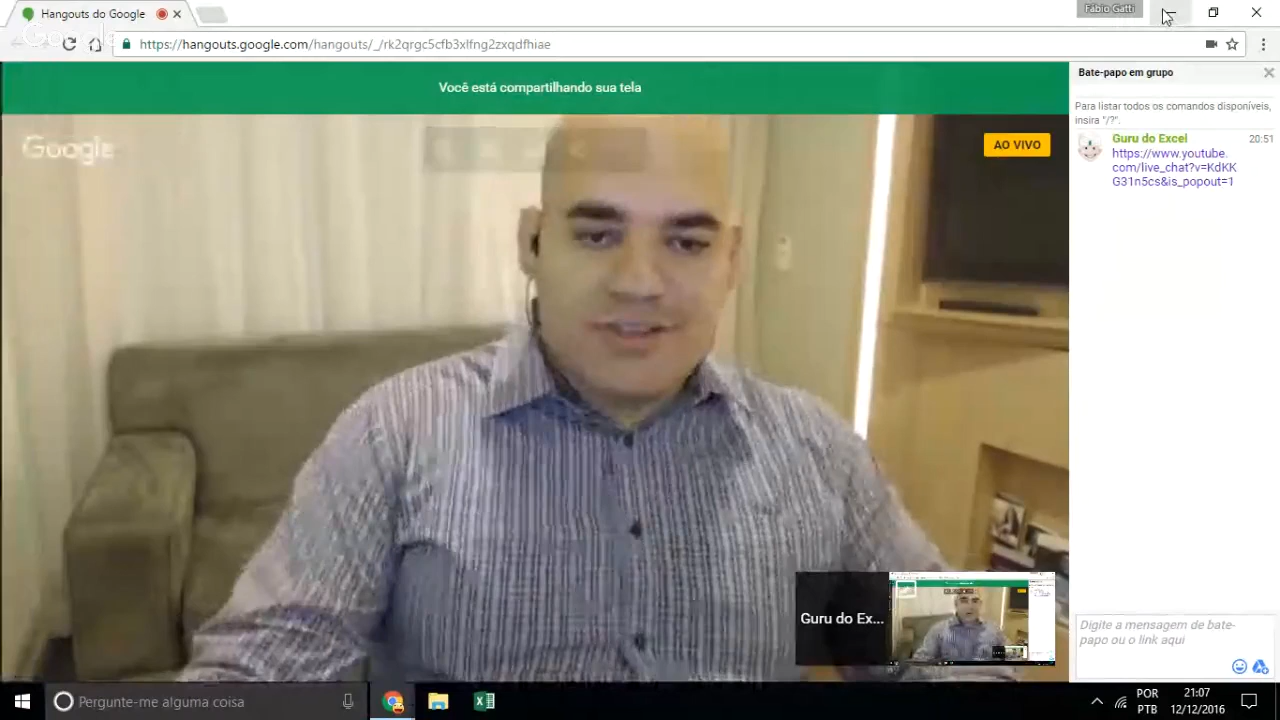 Hangouts do Google
Fábio Gatti
https://hangouts.google.com/hangouts/_/rk2qrgc5cfb3xlfng2zxqdfhiae
Você está compartilhando sua tela
Google
AO VIVO
Bate-papo em grupo
Para listar todos os comandos disponíveis,
insira "/?".
Guru do Excel 20:51
https://www.youtube.
com/live_chat?v=KdKK
G31n5cs&is_popout=1
Guru do Ex...
Digite a mensagem de bate-
papo ou o link aqui
Pergunte-me alguma coisa
POR
PTB
21:07
12/12/2016